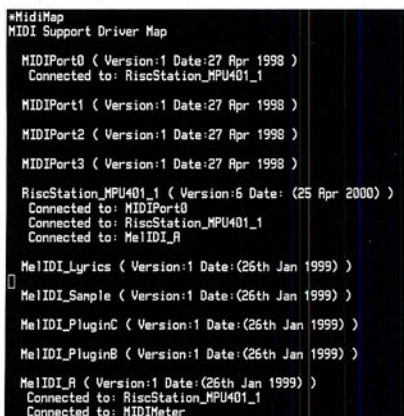 *MidiMap
MIDI Support Driver Map
MIDIPort0 ( Version:1 Date:27 Apr 1998 )
Connected to: RiscStation_MPU401_1
MIDIPort1 ( Version:1 Date:27 Apr 1998 )
MIDIPort2 ( Version:1 Date:27 Apr 1998 )
MIDIPort3 ( Version:1 Date:27 Apr 1998 )
RiscStation_MPU401_1 ( Version:6 Date: (25 Apr 2000) )
Connected to: MIDIPort0
Connected to: RiscStation_MPU401_1
Connected to: MelIDI_A
MelIDI_Lyrics ( Version:1 Date:(26th Jan 1999) )
MelIDI_Sample ( Version:1 Date:(26th Jan 1999) )
MelIDI_PluginC ( Version:1 Date:(26th Jan 1999) )
MelIDI_PluginB ( Version:1 Date:(26th Jan 1999) )
MelIDI_A ( Version:1 Date:(26th Jan 1999) )
Connected to: RiscStation_MPU401_1
Connected to: MIDIMeter